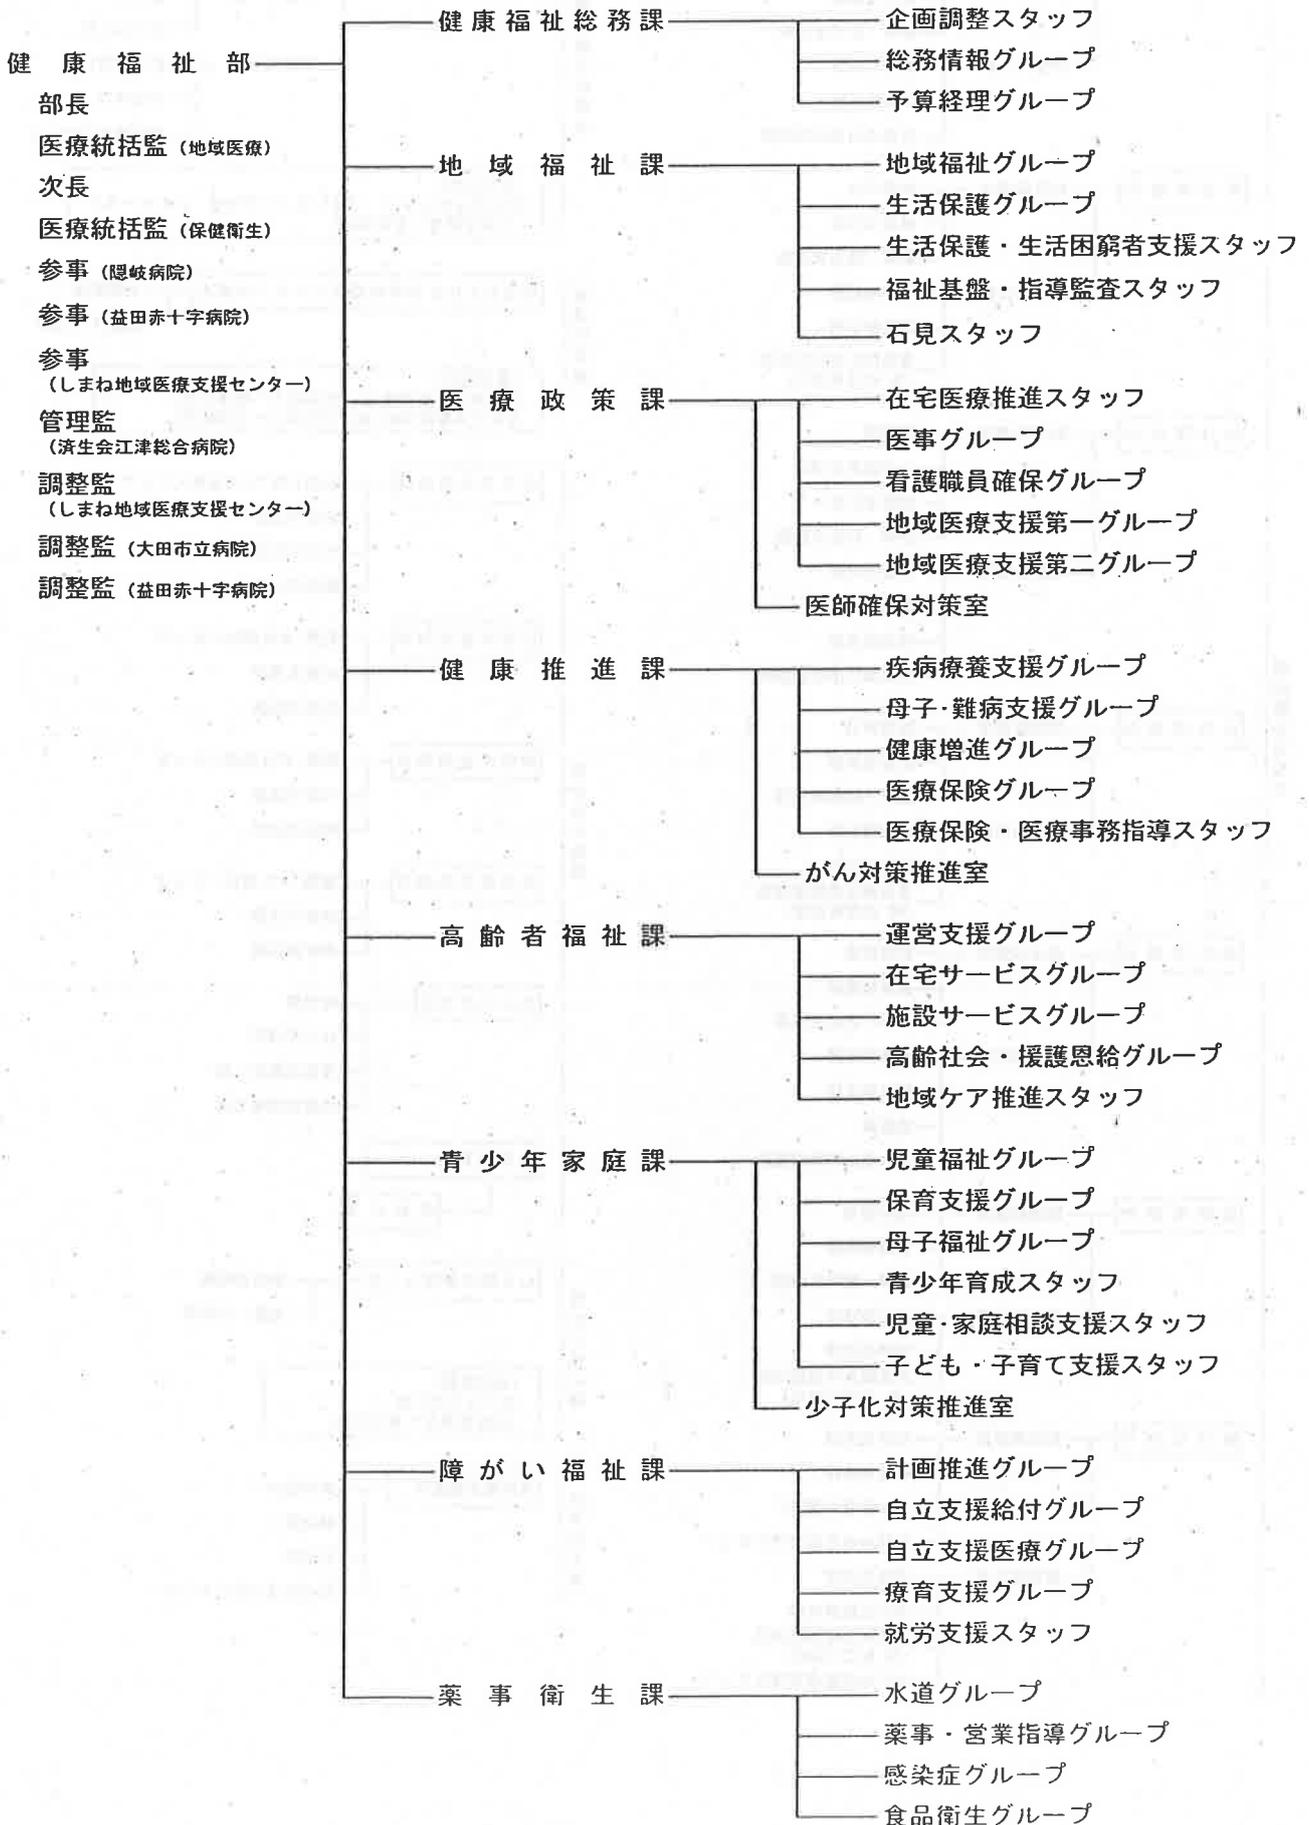 健康福祉部
部長
医療統括監（地域医療）
次長
医療統括監（保健衛生）
参事（隠岐病院）
参事（益田赤十字病院）
参事
（しまね地域医療支援センター）
管理監
（済生会江津総合病院）
調整監
（しまね地域医療支援センター）
調整監（大田市立病院）
調整監（益田赤十字病院）
健康福祉総務課
企画調整スタッフ
総務情報グループ
予算経理グループ
地域福祉課
地域福祉グループ
生活保護グループ
生活保護・生活困窮者支援スタッフ
福祉基盤・指導監査スタッフ
石見スタッフ
医療政策課
在宅医療推進スタッフ
医事グループ
看護職員確保グループ
地域医療支援第一グループ
地域医療支援第二グループ
医師確保対策室
健康推進課
疾病療養支援グループ
母子・難病支援グループ
健康増進グループ
医療保険グループ
医療保険・医療事務指導スタッフ
がん対策推進室
高齢者福祉課
運営支援グループ
在宅サービスグループ
施設サービスグループ
高齢社会・援護恩給グループ
地域ケア推進スタッフ
青少年家庭課
児童福祉グループ
保育支援グループ
母子福祉グループ
青少年育成スタッフ
児童・家庭相談支援スタッフ
子ども・子育て支援スタッフ
少子化対策推進室
障がい福祉課
計画推進グループ
自立支援給付グループ
自立支援医療グループ
療育支援グループ
就労支援スタッフ
薬事衛生課
水道グループ
薬事・営業指導グループ
感染症グループ
食品衛生グループ